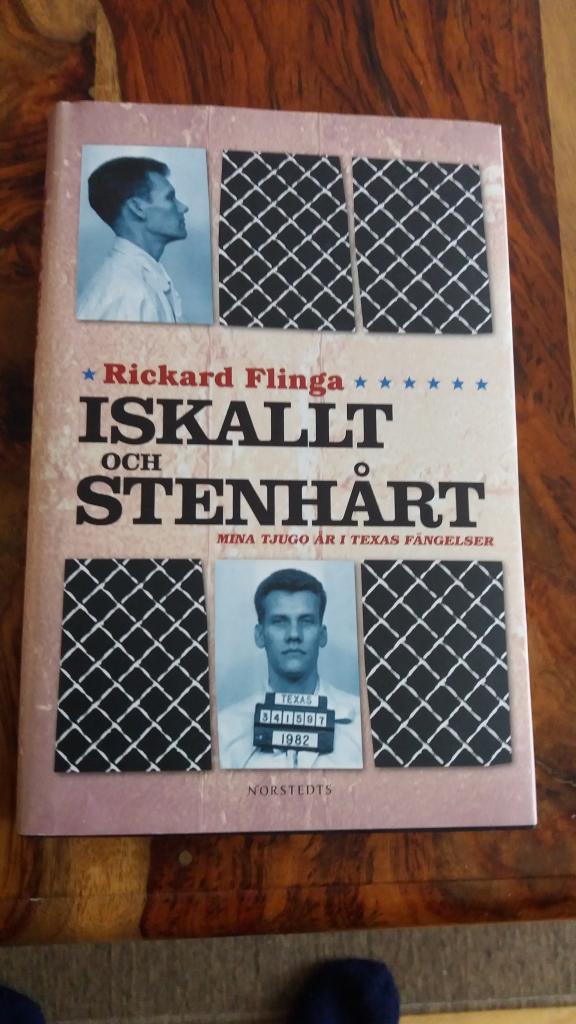 Rickard Flinga
ISKALLT
OCH
STENHÅRT
MINA TJUGO ÅR I TEXAS FÄNGELSER
TEXAS
341597
1982
NORSTEDTS